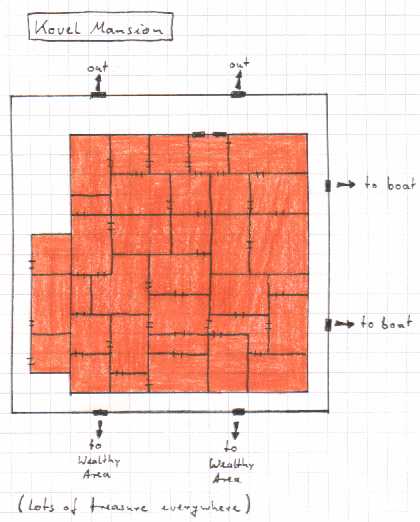 Kovel Mansion
out
out
to boat
to boat
to
Wealthy
Area
to
Wealthy
Area
(Lots of treasure everywhere)